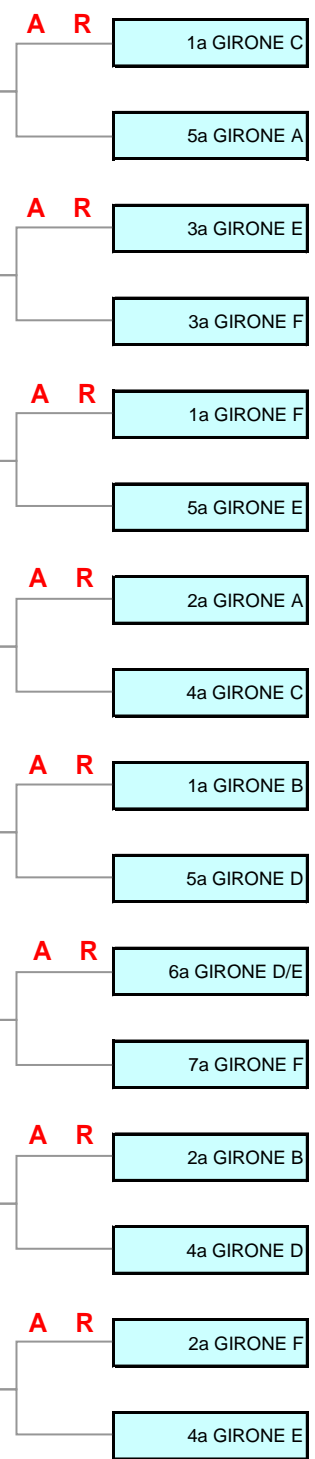 A R
1a GIRONE C
5a GIRONE A
A R
3a GIRONE E
3a GIRONE F
A R
1a GIRONE F
5a GIRONE E
A R
2a GIRONE A
4a GIRONE C
A R
1a GIRONE B
5a GIRONE D
A R
6a GIRONE D/E
7a GIRONE F
A R
2a GIRONE B
4a GIRONE D
A R
2a GIRONE F
4a GIRONE E